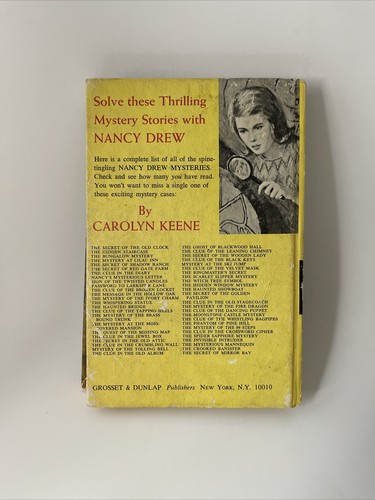 Solve these Thrilling
Mystery Stories with
NANCY DREW
Here is a complete list of all of the spine-
tingling NANCY DREW MYSTERIES.
Check and see how many you have read.
You won't want to miss a single one of
these exciting mystery cases:
By
CAROLYN KEENE
THE SECRET OF THE OLD CLOCK
THE HIDDEN STAIRCASE
THE BUNGALOW MYSTERY
THE MYSTERY AT LILAC INN
THE SECRET OF SHADOW RANCH
THE SECRET OF RED GATE FARM
THE CLUE IN THE DIARY
NANCY'S MYSTERIOUS LETTER
SIGN OF THE TWISTED
PASSWORD TO LARKSPUR LANE
THE CLUE OF THE BROKEN LOCKET
THE MESSAGE IN THE HOLLOW OAK
THE MYSTERY OF THE IVORY CHARM
THE WHISPERING STATUE
THE HAUNTED BRIDGE
THE CLUE OF THE TAPPING HEELS
THE MYSTERY OF THE BRASS
BOUND TRUNK
THE MYSTERY AT THE MOSS-
COVERED MANSION
THE QUEST OF THE MISSING MAP
THE CLUE IN THE JEWEL BOX
THE SECRET IN THE OLD ATTIC
THE CLUE IN THE CRUMBLING WALL
MYSTERY OF THE TOLLING BELL
THE CLUE IN THE OLD ALBUM
THE GHOST OF BLACKWOOD HALL
THE CLUE OF THE LEANING CHIMNEY
THE SECRET OF THE WOODEN LADY
THE CLUE OF THE BLACK KEYS
MYSTERY AT THE SKI JUMP
THE CLUE OF THE VELVET MASK
THE RINGMASTER'S SECRET
THE SCARLET SLIPPER MYSTERY
THE WITCH TREE SYMBOL
THE HIDDEN WINDOW MYSTERY
THE HAUNTED SHOWBOAT
THE SECRET OF THE GOLDEN
PAVILION
THE CLUE IN THE OLD STAGECOACH
THE MYSTERY OF THE FIRE DRAGON
THE CLUE OF THE DANCING PUPPET
THE MOONSTONE CASTLE MYSTERY
THE CLUE OF THE WHISTLING BAGPIPES
THE PHANTOM OF PINE HILL
THE MYSTERY OF THE 99 STEPS
THE CLUE IN THE CROSSWORD CIPHER
THE SPIDER SAPPHIRE MYSTERY
THE INVISIBLE INTRUDER
THE MYSTERIOUS MANNEQUIN
THE CROOKED BANISTER
THE SECRET OF MIRROR BAY
GROSSET & DUNLAP Publishers NEW YORK, N.Y. 10010